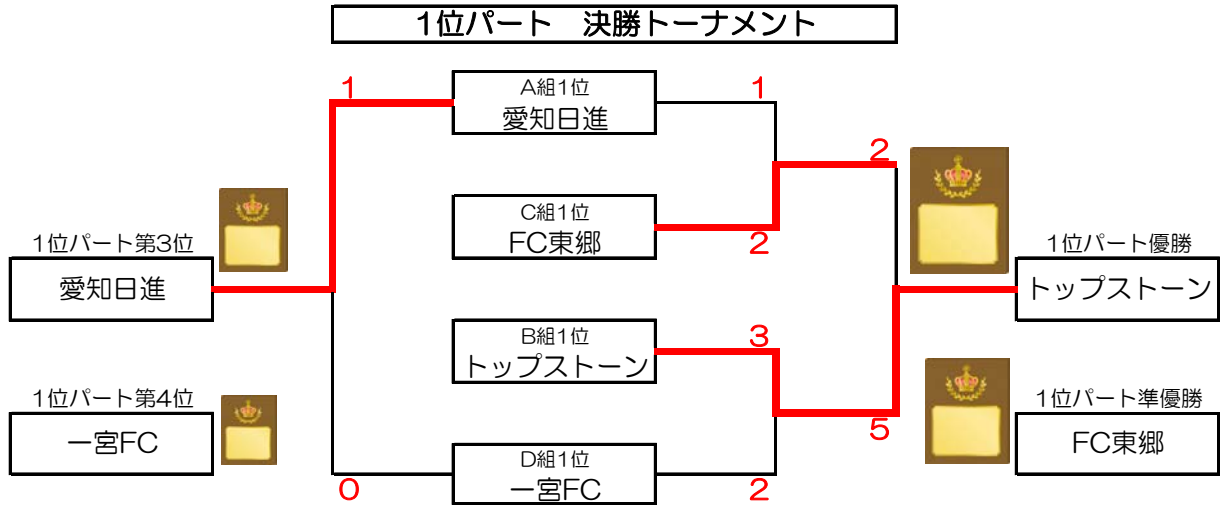 1位パート　決勝トーナメント
1
A組1位
愛知日進
1
2
C組1位
FC東郷
2
1位パート第3位
愛知日進
1位パート優勝
トップストーン
B組1位
トップストーン
3
1位パート第4位
一宮FC
5
1位パート準優勝
FC東郷
D組1位
一宮FC
0
2